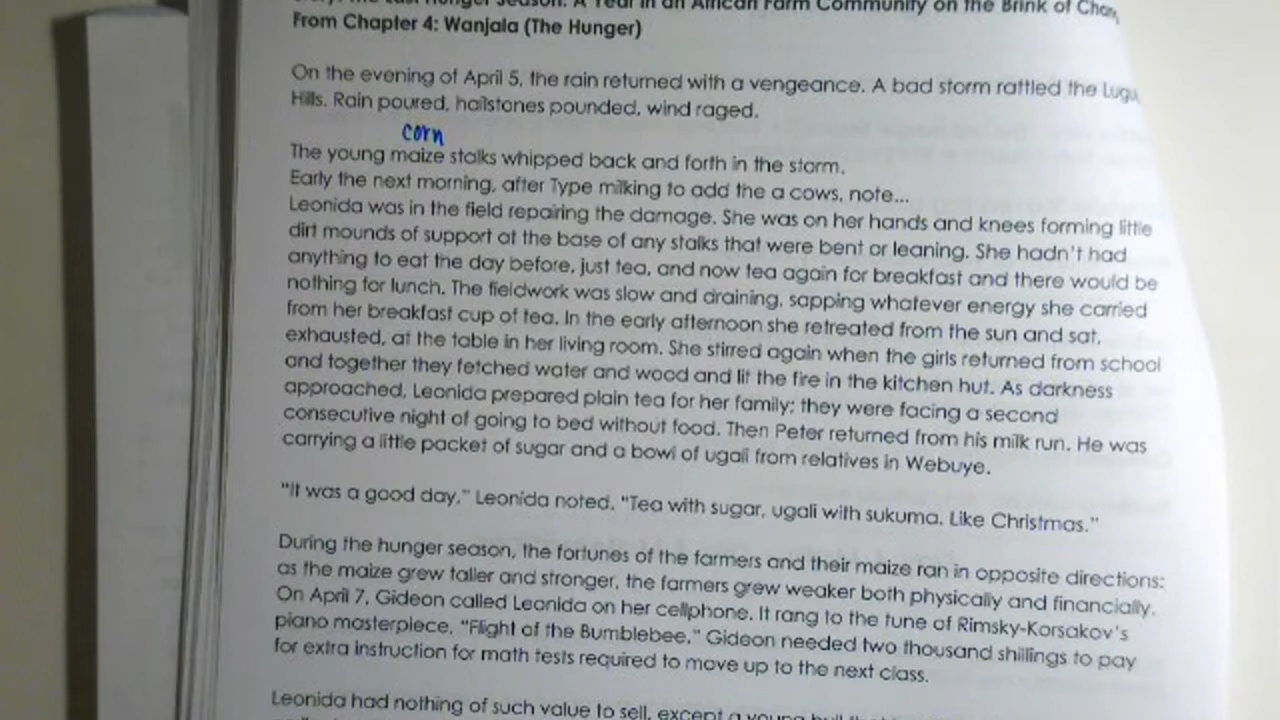 Hunger Season: A Year in an African Farm Community on the Brink of
From Chapter 4: Wanjala (The Hunger)
On the evening of April 5, the rain returned with a vengeance. A bad storm rattled the
Hills. Rain poured, hailstones pounded, wind raged.
corn
The young maize stalks whipped back and forth in the storm.
Early the next morning, after Type milking to add the a cows, note...
Leonida was in the field repairing the damage. She was on her hands and knees forming little
dirt mounds of support at the base of any stalks that were bent or leaning. She hadn't had
anything to eat the day before, just tea, and now tea again for breakfast and there would be
nothing for lunch. The fieldwork was slow and draining, sapping whatever energy she carried
from her breakfast cup of tea. In the early afternoon she retreated from the sun and sat,
exhausted, at the table in her living room. She stirred again when the girls returned from school
and together they fetched water and wood and lit the fire in the kitchen hut. As darkness
approached, Leonida prepared plain tea for her family; they were facing a second
consecutive night of going to bed without food. Then Peter returned from his milk run. He was
carrying a little packet of sugar and a bowl of ugali from relatives in Webuye.
"It was a good day," Leonida noted. "Tea with sugar, ugali with sukuma. Like Christmas."
During the hunger season, the fortunes of the farmers and their maize ran in opposite directions:
as the maize grew taller and stronger, the farmers grew weaker both physically and financially.
On April 7, Gideon called Leonida on her cellphone. It rang to the tune of Rimsky-Korsakov's
piano masterpiece, "Flight of the Bumblebee." Gideon needed two thousand shillings to pay
for extra instruction for math tests required to move up to the next class.
Leonida had nothing of such value to sell, except a young bull